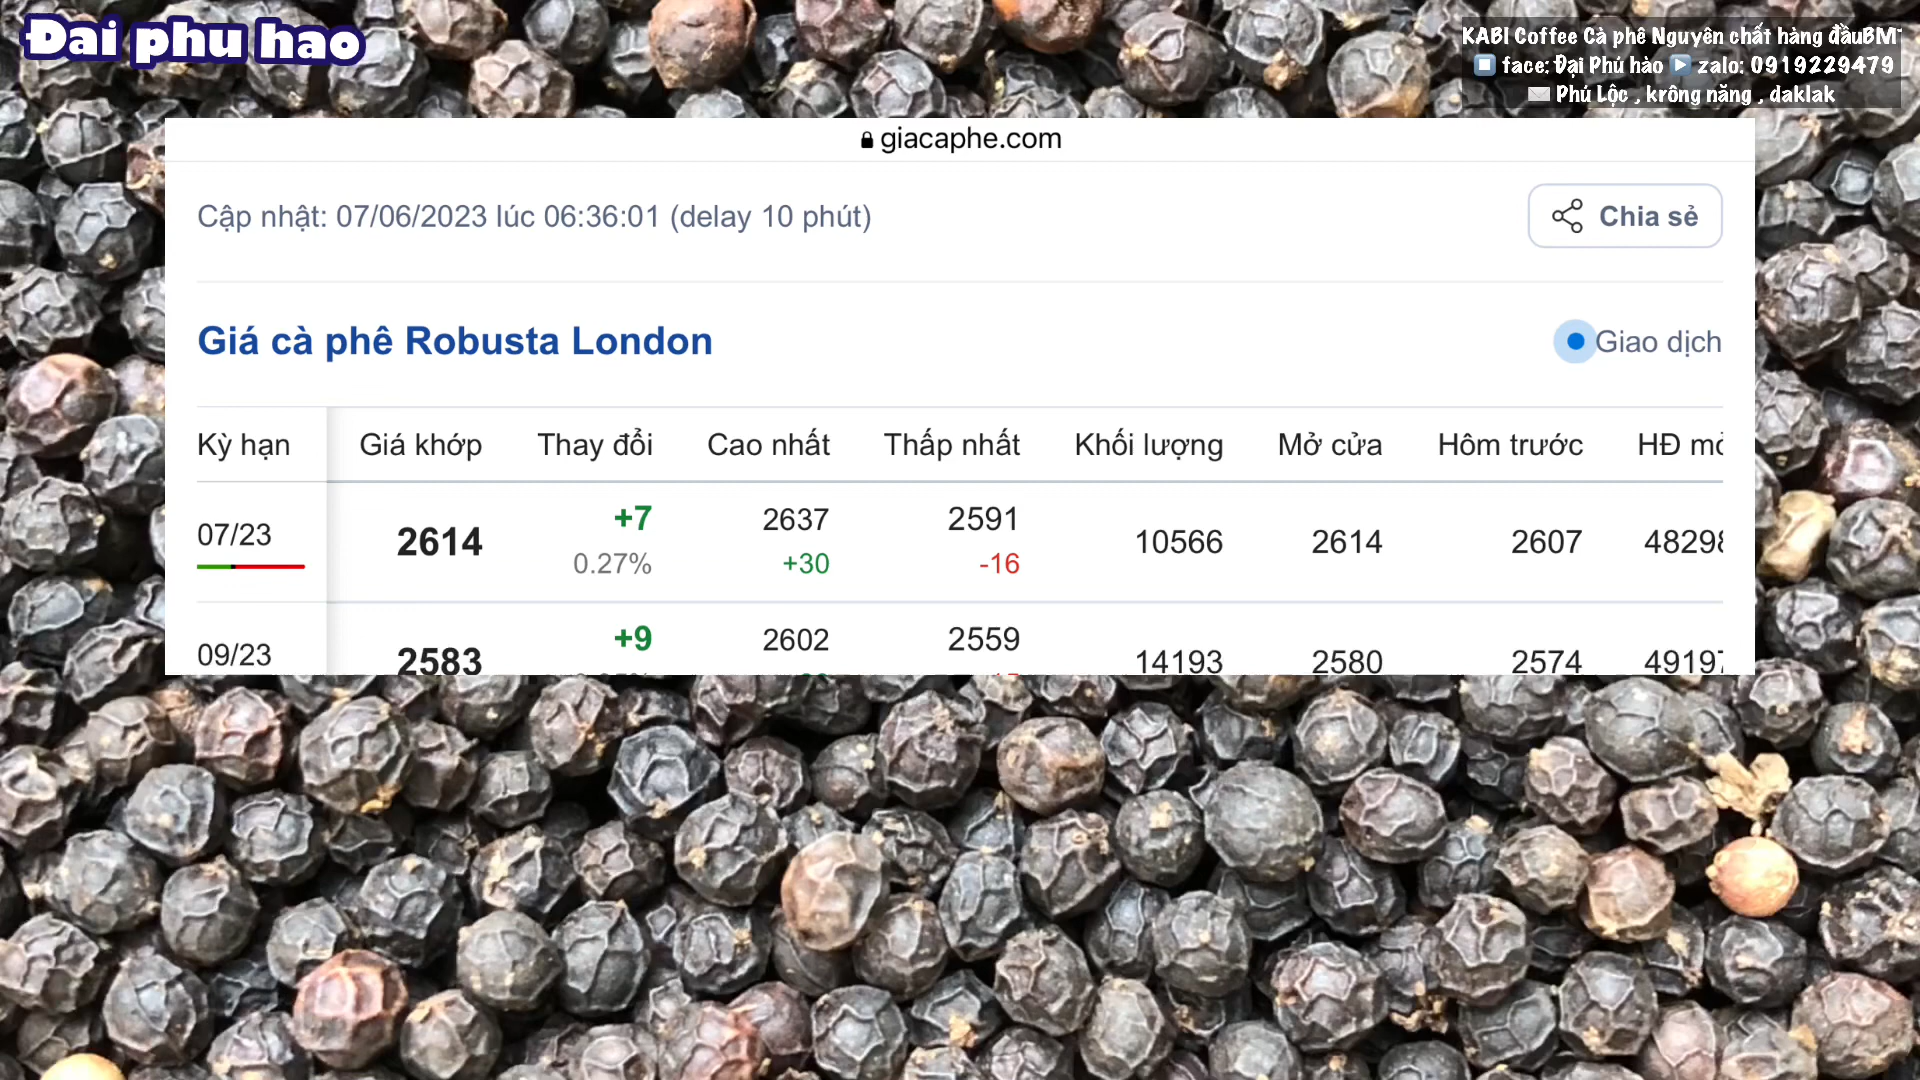 Đai phu hao
KABI Coffee Cà phê Nguyên chất hàng đầuBM
face: Đại Phú hào zalo: 0919229479
Phú Lộc , krông năng , daklak
giacaphe.com
Cập nhật: 07/06/2023 lúc 06:36:01 (delay 10 phút)
Chia sẻ
Giá cà phê Robusta London
Giao dịch
Kỳ hạn Giá khớp Thay đổi Cao nhất Thấp nhất Khối lượng Mở cửa Hôm trước HĐ
07/23 2614 +7 2637 2591 10566 2614 2607 48298
0.27% +30 -16
09/23 2583 +9 2602 2559 14193 2580 2574 49197